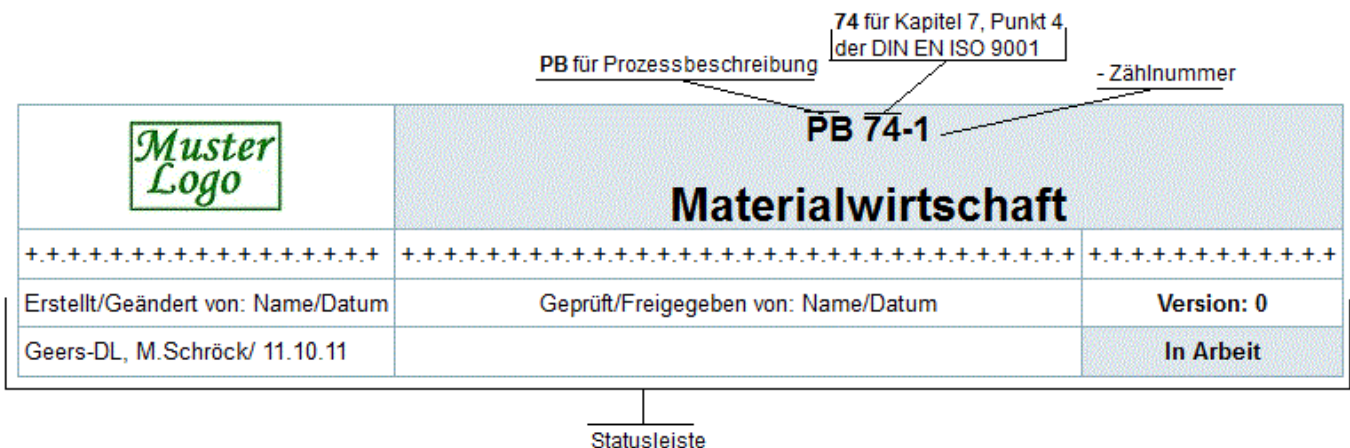 74 für Kapitel 7, Punkt 4
der DIN EN ISO 9001
PB für Prozessbeschreibung
- Zählnummer
Muster
Logo
PB 74-1
Materialwirtschaft
+.+.+.+.+.+.+.+.+.+.+.+.+.+.+.+.+ +.+.+.+.+.+.+.+.+.+.+.+.+.+.+.+.+.+.+.+.+.+.+.+.+.+.+.+.+.+.+.+ +.+.+.+.+.+.+.+.+.+.+.+
Erstellt/Geändert von: Name/Datum Geprüft/Freigegeben von: Name/Datum Version: 0
Geers-DL, M.Schröck/ 11.10.11 In Arbeit
Statusleiste